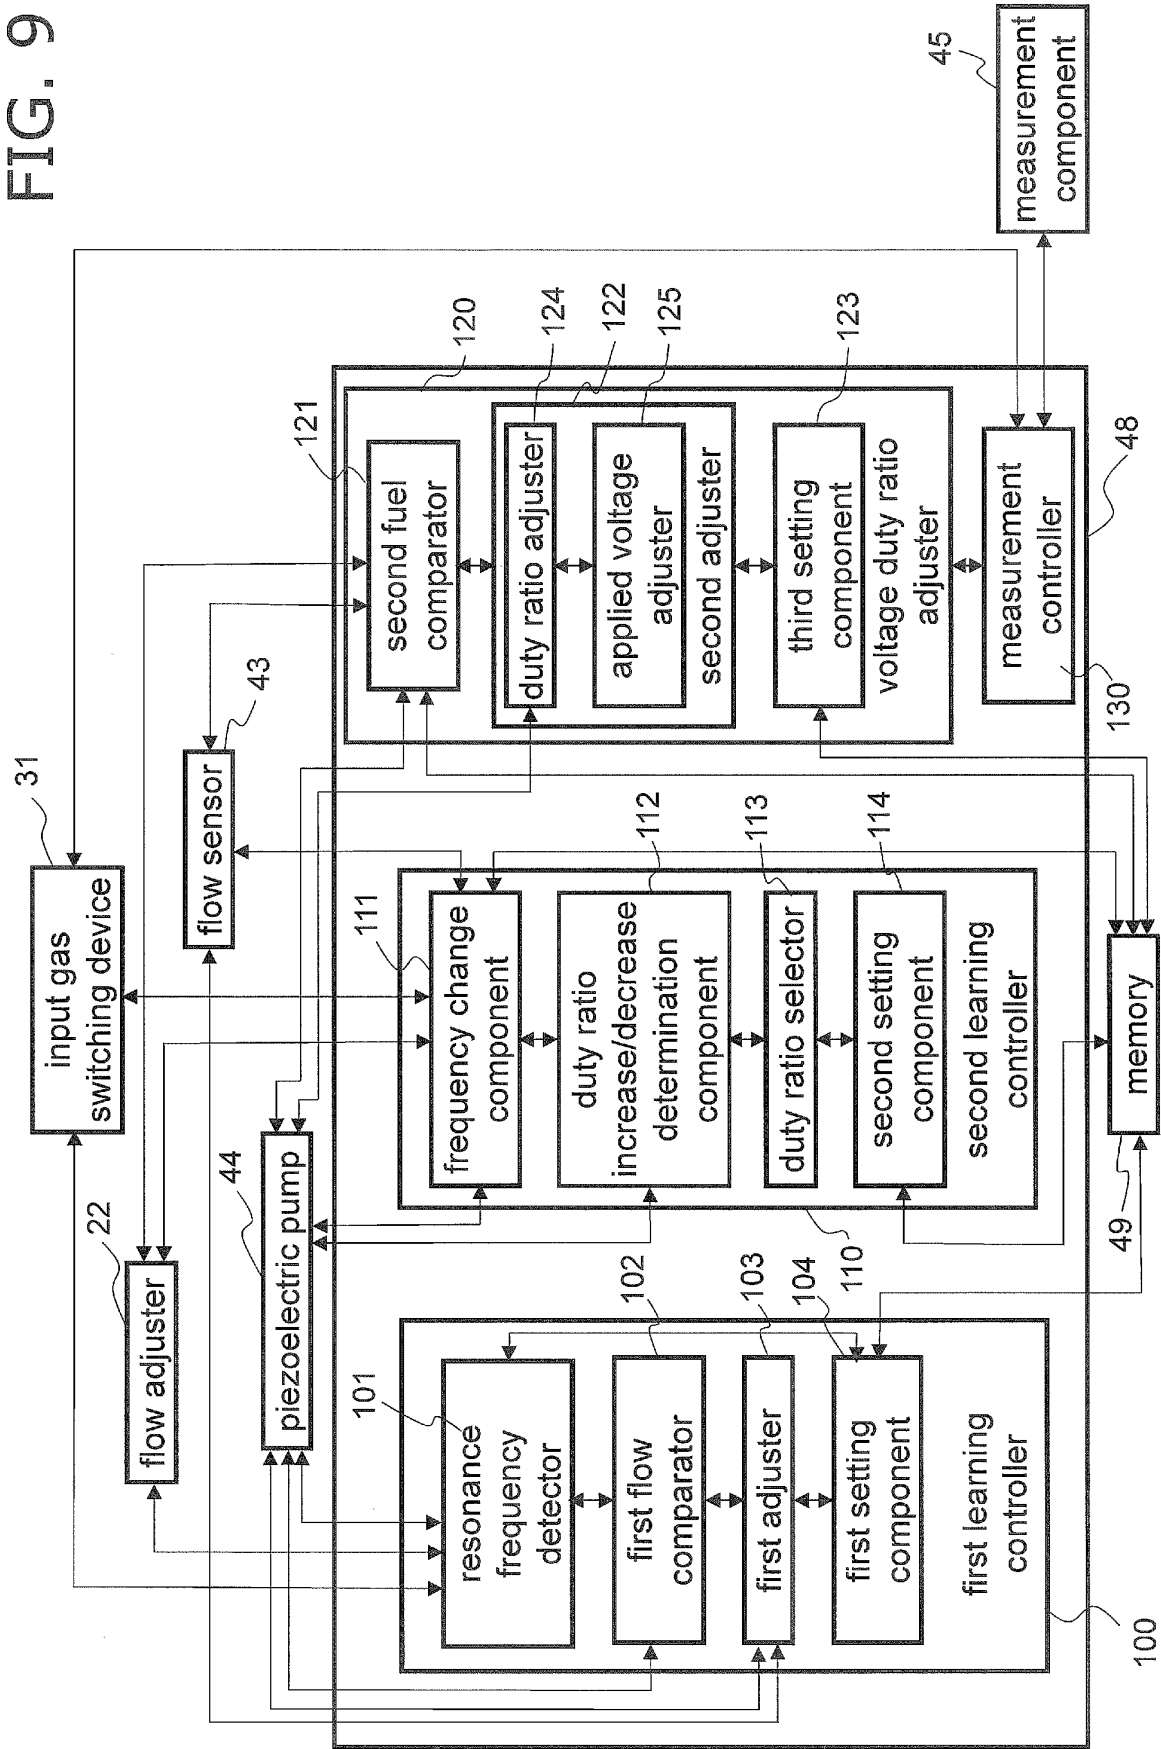 FIG. 9
31
input gas
switching device
22
flow adjuster
43
flow sensor
44
piezoelectric pump
45
measurement
component
100
101
resonance
frequency
detector
102
first flow
comparator
103
first adjuster
104
first setting
component
first learning
controller
110
111
frequency change
component
112
duty ratio
increase/decrease
determination
component
113
duty ratio selector
114
second setting
component
second learning
controller
120
121
second fuel
comparator
124
duty ratio adjuster
122
125
applied voltage
adjuster
second adjuster
123
third setting
component
voltage duty ratio
adjuster
measurement
controller
130
48
49
memory